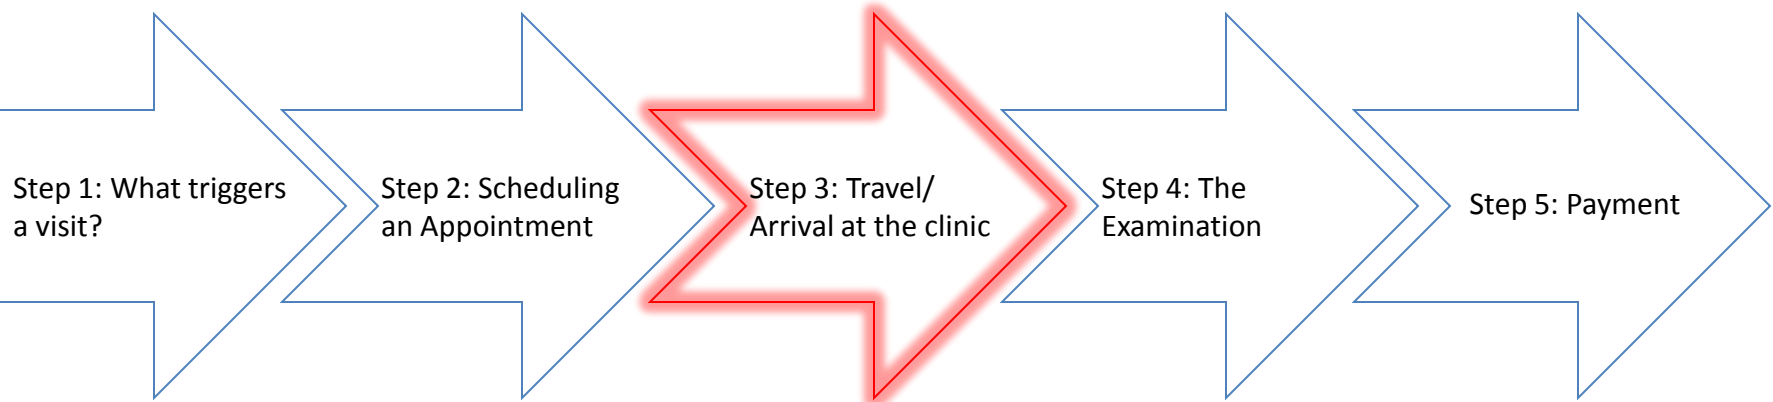 Step 1: What triggers
a visit?
Step 2: Scheduling
an Appointment
Step 3: Travel/
Arrival at the clinic
Step 4: The
Examination
Step 5: Payment